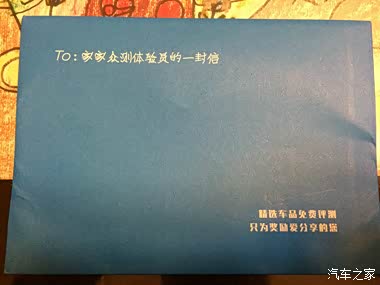 To：家家众测体验员的一封信
精选车品免费评测
只为奖励爱分享的您
汽车之家